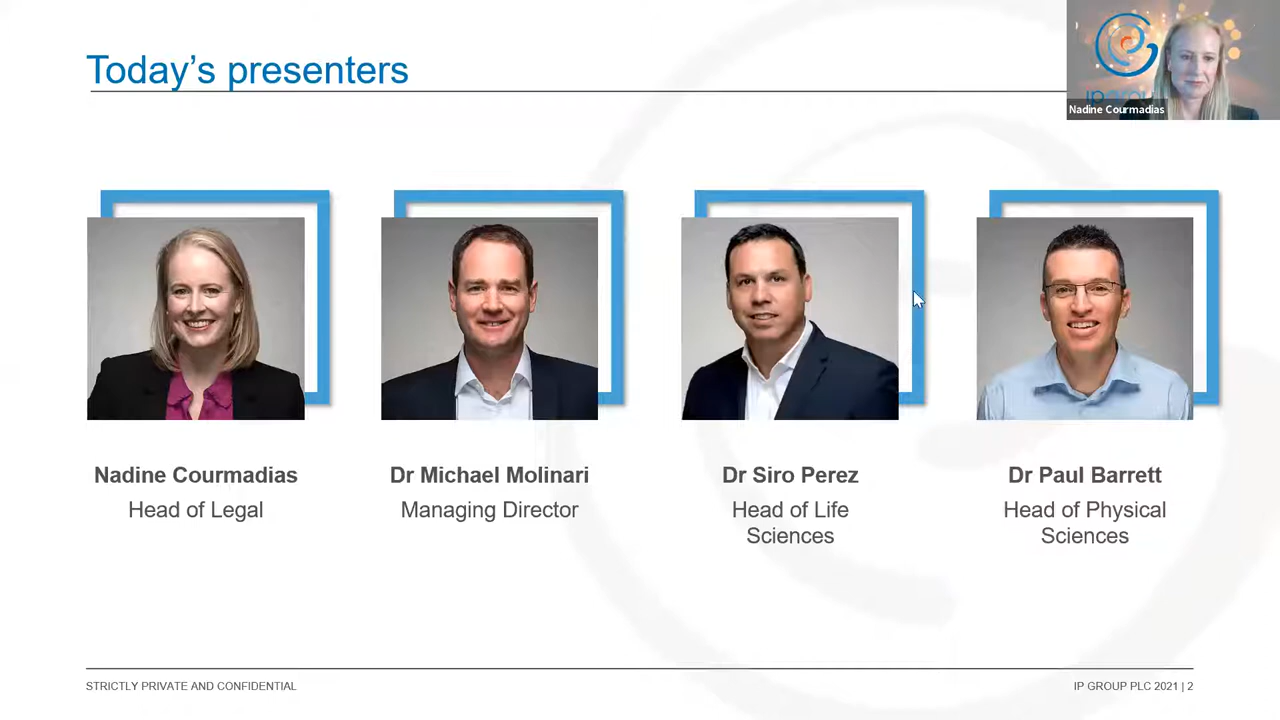 Today's presenters
Nadine Courmadias
Nadine Courmadias
Head of Legal
Dr Michael Molinari
Managing Director
Dr Siro Perez
Head of Life
Sciences
Dr Paul Barrett
Head of Physical
Sciences
STRICTLY PRIVATE AND CONFIDENTIAL
IP GROUP PLC 2021 | 2